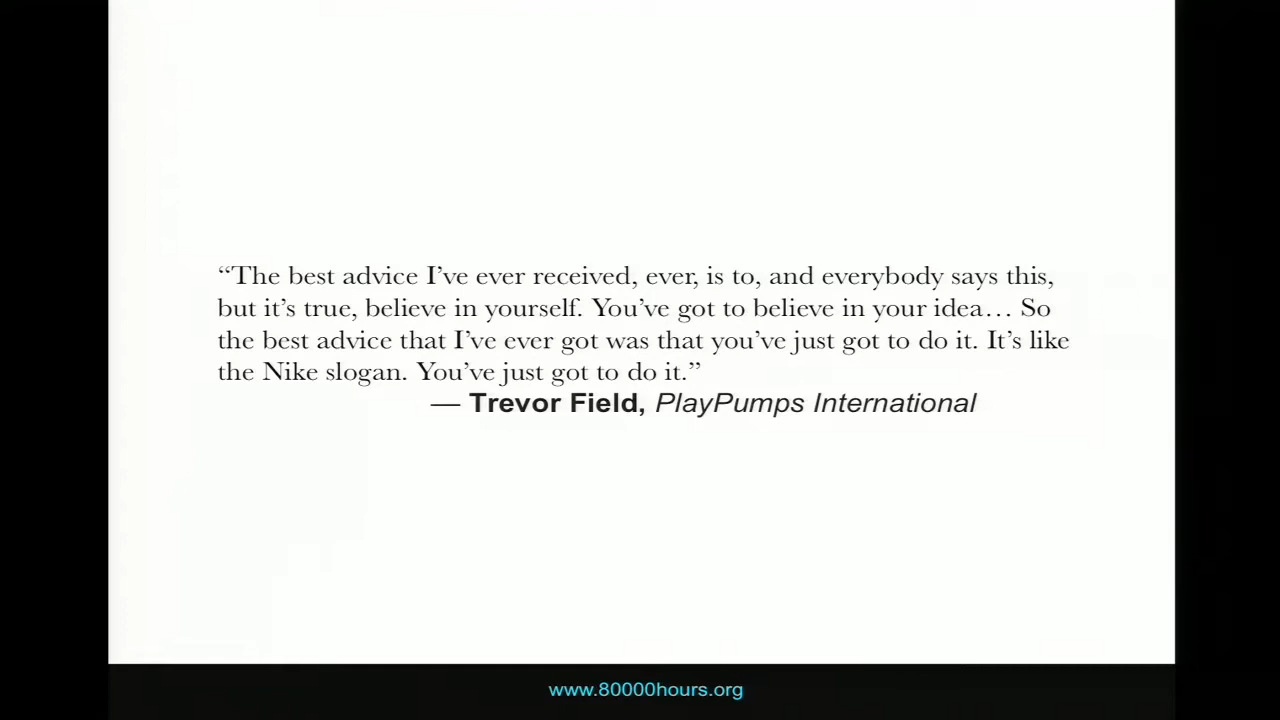 “The best advice I’ve ever received, ever, is to, and everybody says this,
but it’s true, believe in yourself. You’ve got to believe in your idea… So
the best advice that I’ve ever got was that you’ve just got to do it. It’s like
the Nike slogan. You’ve just got to do it.”
— Trevor Field, PlayPumps International
www.80000hours.org